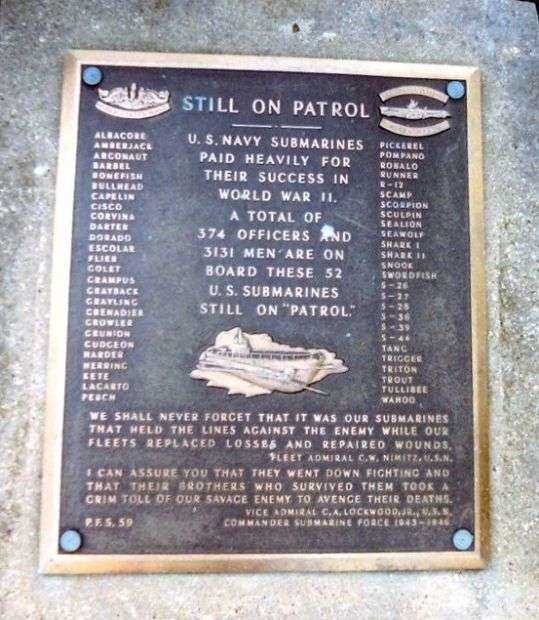 STILL ON PATROL
ALBACORE
AMBERJACK
ARGONAUT
BARBEL
BONEFISH
BULLHEAD
CAPELIN
CISCO
CORVINA
DARTER
DORADO
ESCOLAR
FLIER
GOLET
GRAMPUS
GRAYBACK
GRAYLING
GRENADIER
GROWLER
GRUNION
GUDGEON
HARDER
HERRING
KETE
LAGARTO
PERCH
U.S. NAVY SUBMARINES
PAID HEAVILY FOR
THEIR SUCCESS IN
WORLD WAR II.
A TOTAL OF
374 OFFICERS AND
3131 MEN ARE ON
BOARD THESE 52
U.S. SUBMARINES
STILL ON "PATROL."
PICKEREL
POMPANO
ROBALO
RUNNER
R-12
SCAMP
SCORPION
SCULPIN
SEALION
SEAWOLF
SHARK I
SHARK II
SNOOK
SWORDFISH
S-26
S-27
S-28
S-36
S-39
S-44
TANG
TRIGGER
TRITON
TROUT
TULLIBEE
WAHOO
WE SHALL NEVER FORGET THAT IT WAS OUR SUBMARINES
THAT HELD THE LINES AGAINST THE ENEMY WHILE OUR
FLEETS REPLACED LOSSES AND REPAIRED WOUNDS.
FLEET ADMIRAL C.W. NIMITZ, U.S.N.
I CAN ASSURE YOU THAT THEY WENT DOWN FIGHTING AND
THAT THEIR BROTHERS WHO SURVIVED THEM TOOK A
GRIM TOLL OF OUR SAVAGE ENEMY TO AVENGE THEIR DEATHS.
VICE ADMIRAL C.A. LOCKWOOD, JR., U.S.N.
P.F.S. 59 COMMANDER SUBMARINE FORCE 1943-1946